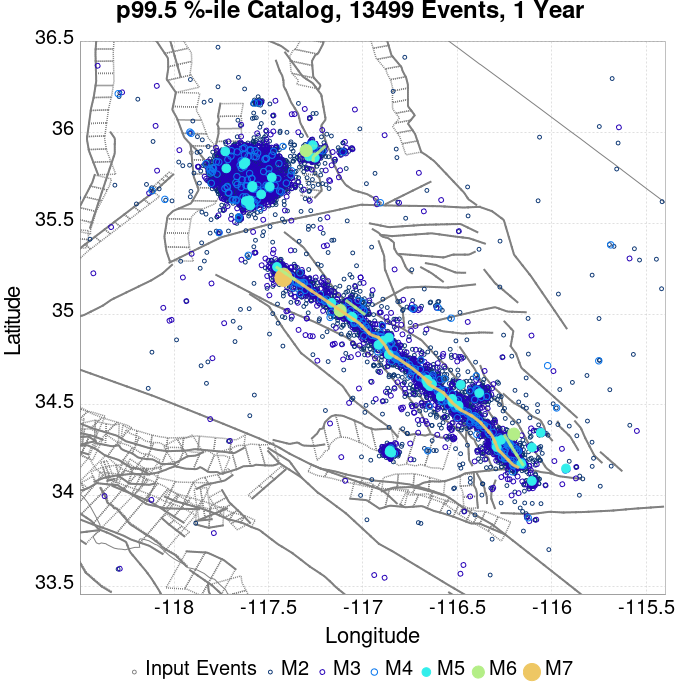 p99.5 %-ile Catalog, 13499 Events, 1 Year
36.5
36
35.5
35
34.5
34
33.5
Latitude
-118 -117.5 -117 -116.5 -116 -115.5
Longitude
Input Events M2 M3 M4 M5 M6 M7